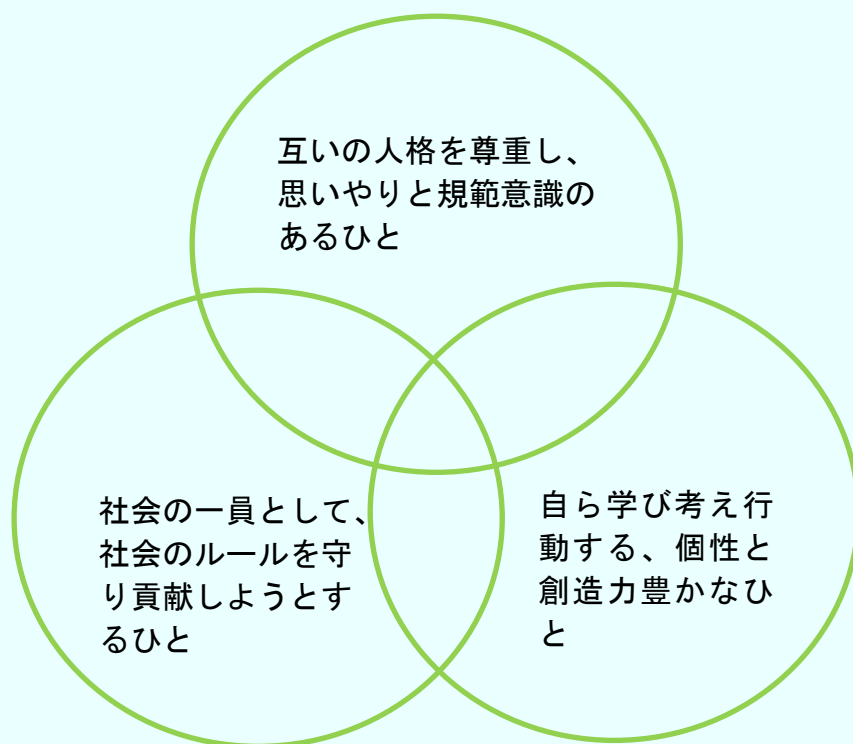 互いの人格を尊重し、
思いやりと規範意識の
あるひと
社会の一員として、
社会のルールを守
り貢献しようとす
るひと
自ら学び考え行
動する、個性と
創造力豊かなひ
と